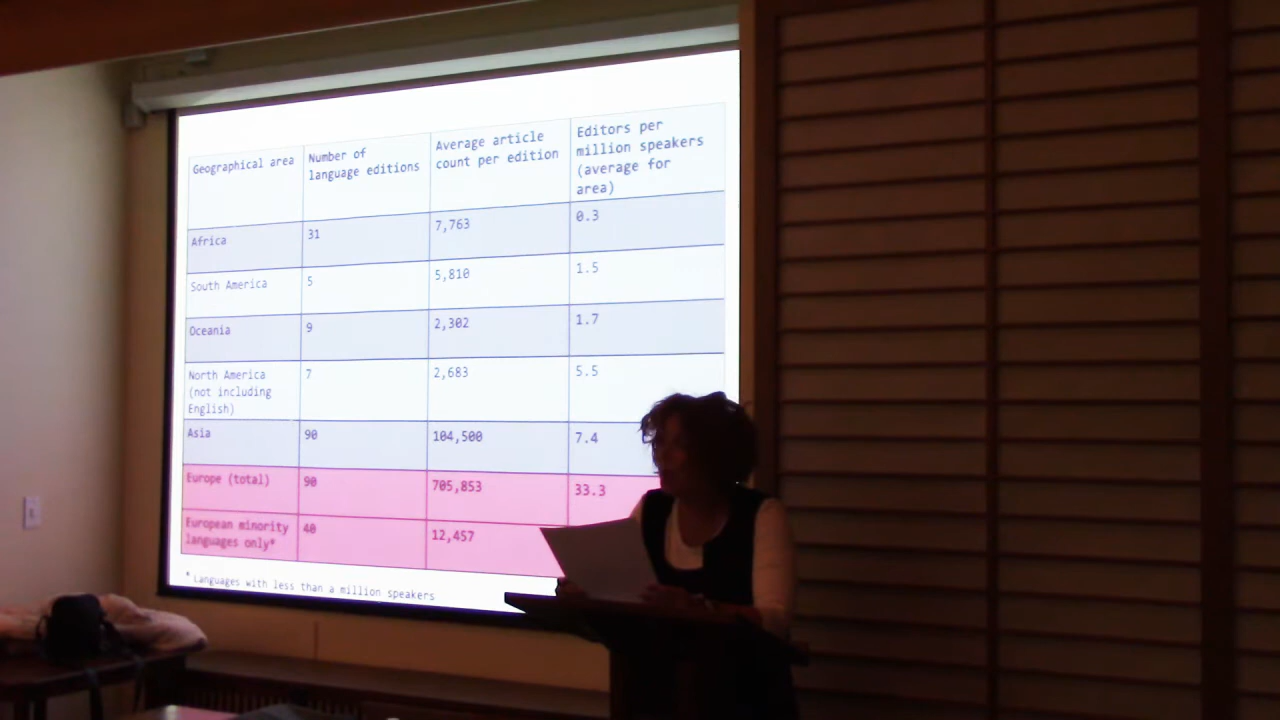 Geographical area
Number of
language editions
Average article
count per edition
Editors per
million speakers
(average for
area)
Africa
31
7,763
0.3
South America
5
5,810
1.5
Oceania
9
2,302
1.7
North America
(not including
English)
7
2,683
5.5
Asia
90
104,500
7.4
Europe (total)
90
705,853
33.3
European minority
languages only*
40
12,457
* Languages with less than a million speakers